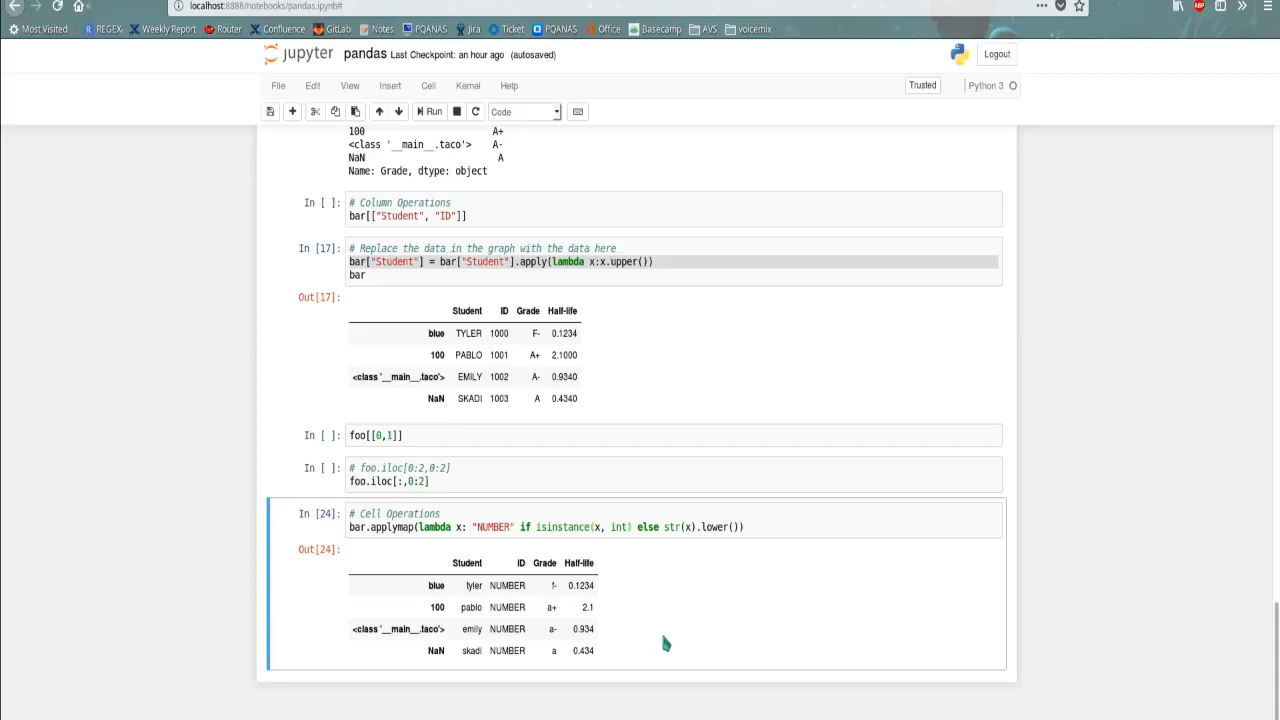 localhost:8888/notebooks/pandas.ipynb#
Most Visited REGEX Weekly Report Router Confluence GitLab Notes PQANAS Jira Ticket PQANAS Office Basecamp AVS voicemix
jupyter pandas Last Checkpoint: an hour ago (autosaved) Logout
File Edit View Insert Cell Kernel Help Trusted Python 3
Run Code
100 A+
<class '__main__.taco'> A-
NaN A
Name: Grade, dtype: object
In [ ]: # Column Operations
bar[["Student", "ID"]]
In [17]: # Replace the data in the graph with the data here
bar["Student"] = bar["Student"].apply(lambda x:x.upper())
bar
Out[17]:
Student ID Grade Half-life
blue TYLER 1000 F- 0.1234
100 PABLO 1001 A+ 2.1000
<class '__main__.taco'> EMILY 1002 A- 0.9340
NaN SKADI 1003 A 0.4340
In [ ]: foo[[0,1]]
In [ ]: # foo.iloc[0:2,0:2]
foo.iloc[:,0:2]
In [24]: # Cell Operations
bar.applymap(lambda x: "NUMBER" if isinstance(x, int) else str(x).lower())
Out[24]:
Student ID Grade Half-life
blue tyler NUMBER f- 0.1234
100 pablo NUMBER a+ 2.1
<class '__main__.taco'> emily NUMBER a- 0.934
NaN skadi NUMBER a 0.434